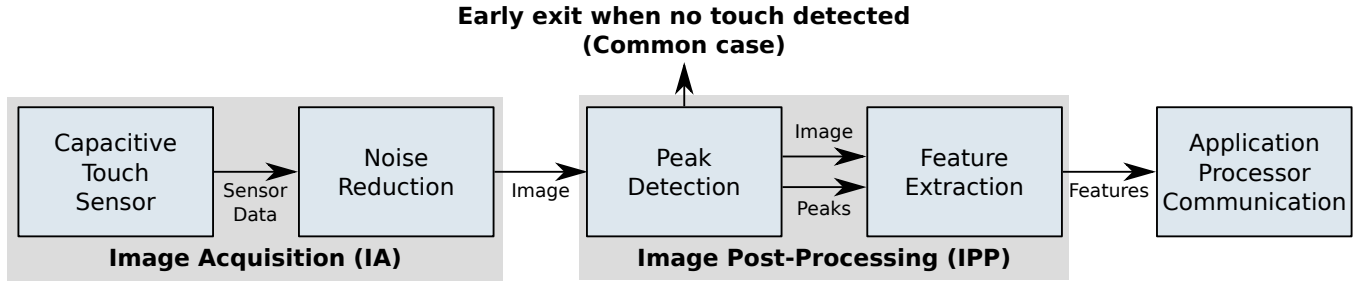 Early exit when no touch detected
(Common case)
Capacitive
Touch
Sensor
Sensor
Data
Noise
Reduction
Image Acquisition (IA)
Image
Peak
Detection
Image
Peaks
Feature
Extraction
Image Post-Processing (IPP)
Features
Application
Processor
Communication